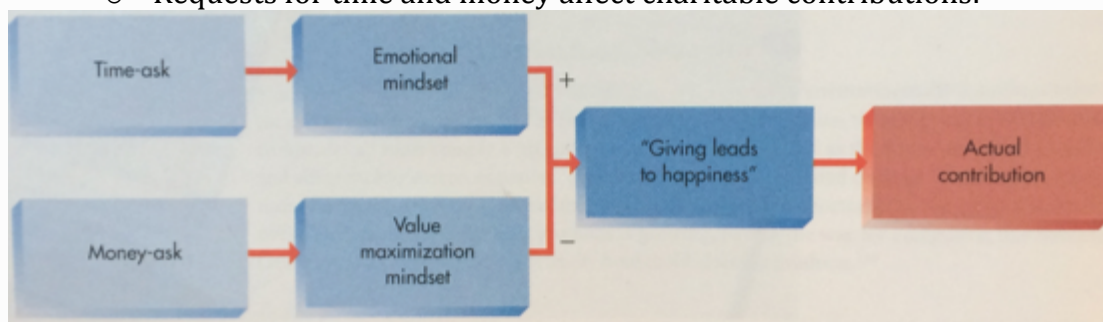 Requests for time and money affect charitable contributions.
Time-ask
Emotional
mindset
+
"Giving leads
to happiness"
Actual
contribution
Money-ask
Value
maximization
mindset
−